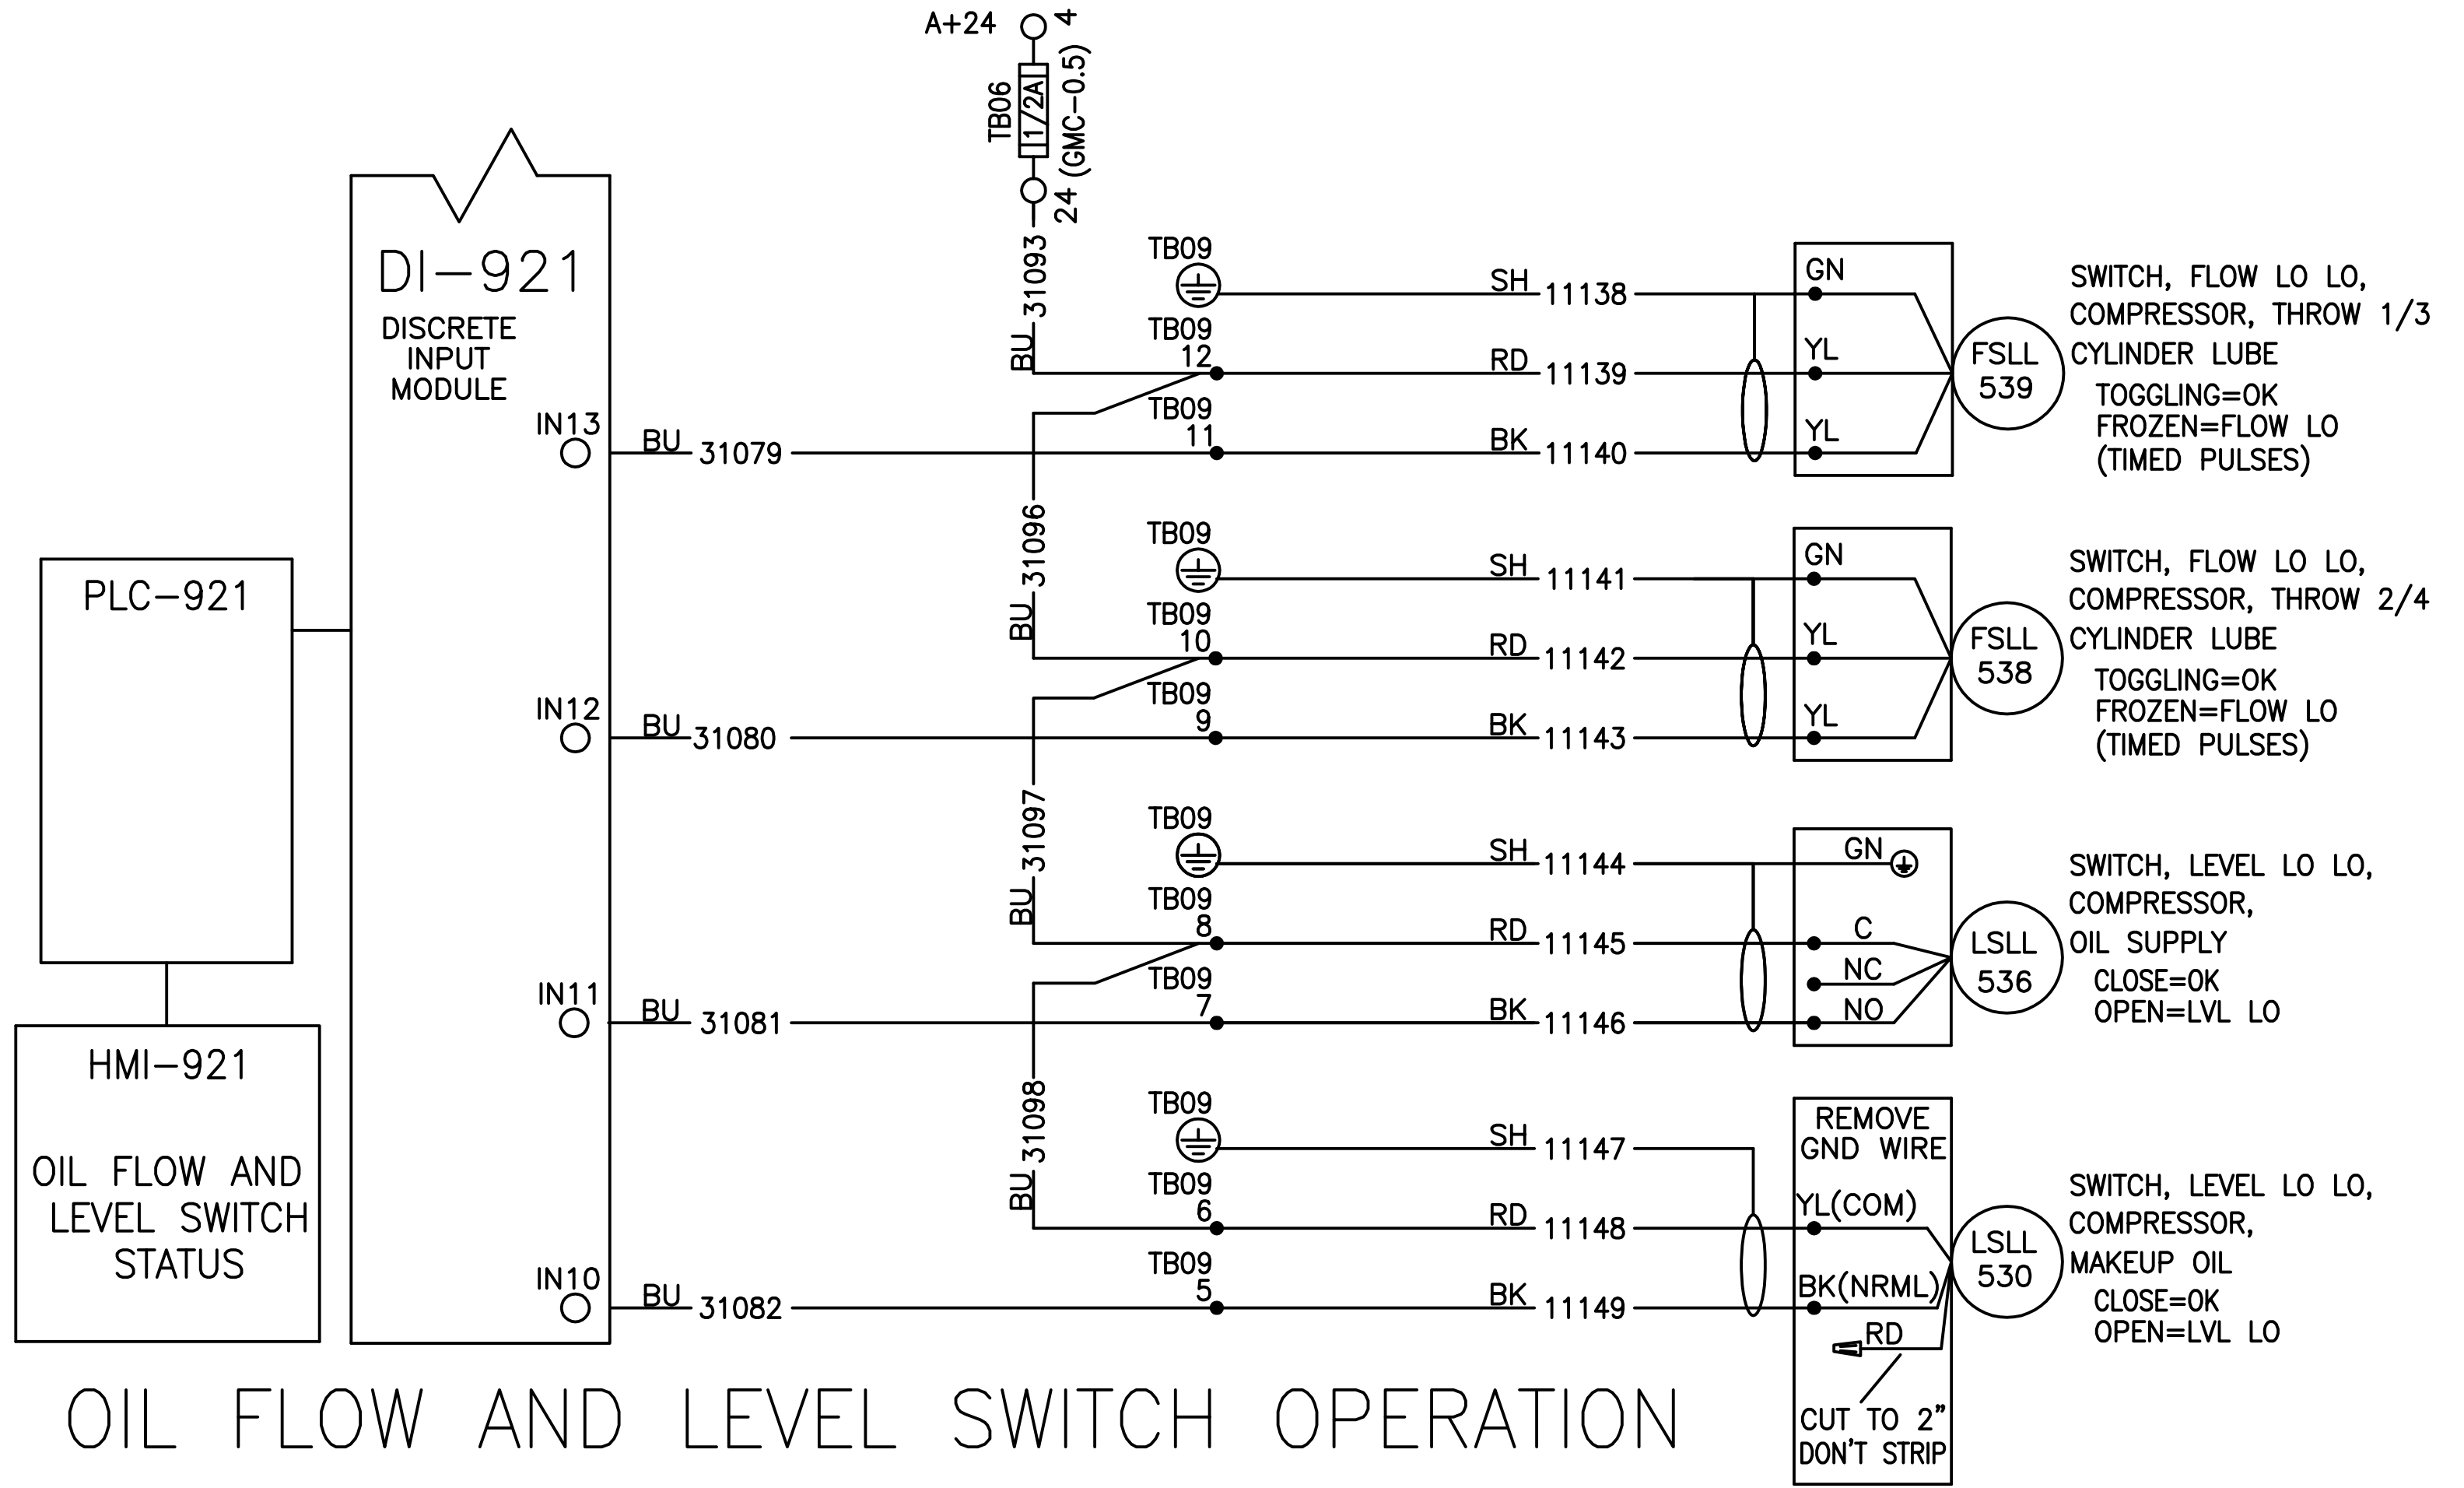 A+24
4
TB06
1/2A
(GMC-0.5)
24
DI-921
DISCRETE
INPUT
MODULE
IN13
BU 31079
IN12
BU 31080
IN11
BU 31081
IN10
BU 31082
PLC-921
HMI-921
OIL FLOW AND
LEVEL SWITCH
STATUS
BU 31093
BU 31096
BU 31097
BU 31098
TB09
SH 11138
TB09
12
RD 11139
TB09
11
BK 11140
GN
YL
YL
FSLL
539
SWITCH, FLOW LO LO,
COMPRESSOR, THROW 1/3
CYLINDER LUBE
TOGGLING=OK
FROZEN=FLOW LO
(TIMED PULSES)
TB09
SH 11141
TB09
10
RD 11142
TB09
9
BK 11143
GN
YL
YL
FSLL
538
SWITCH, FLOW LO LO,
COMPRESSOR, THROW 2/4
CYLINDER LUBE
TOGGLING=OK
FROZEN=FLOW LO
(TIMED PULSES)
TB09
SH 11144
TB09
8
RD 11145
TB09
7
BK 11146
GN
C
NC
NO
LSLL
536
SWITCH, LEVEL LO LO,
COMPRESSOR,
OIL SUPPLY
CLOSE=OK
OPEN=LVL LO
TB09
SH 11147
TB09
6
RD 11148
TB09
5
BK 11149
REMOVE
GND WIRE
YL(COM)
BK(NRML)
RD
CUT TO 2"
DON'T STRIP
LSLL
530
SWITCH, LEVEL LO LO,
COMPRESSOR,
MAKEUP OIL
CLOSE=OK
OPEN=LVL LO
OIL FLOW AND LEVEL SWITCH OPERATION